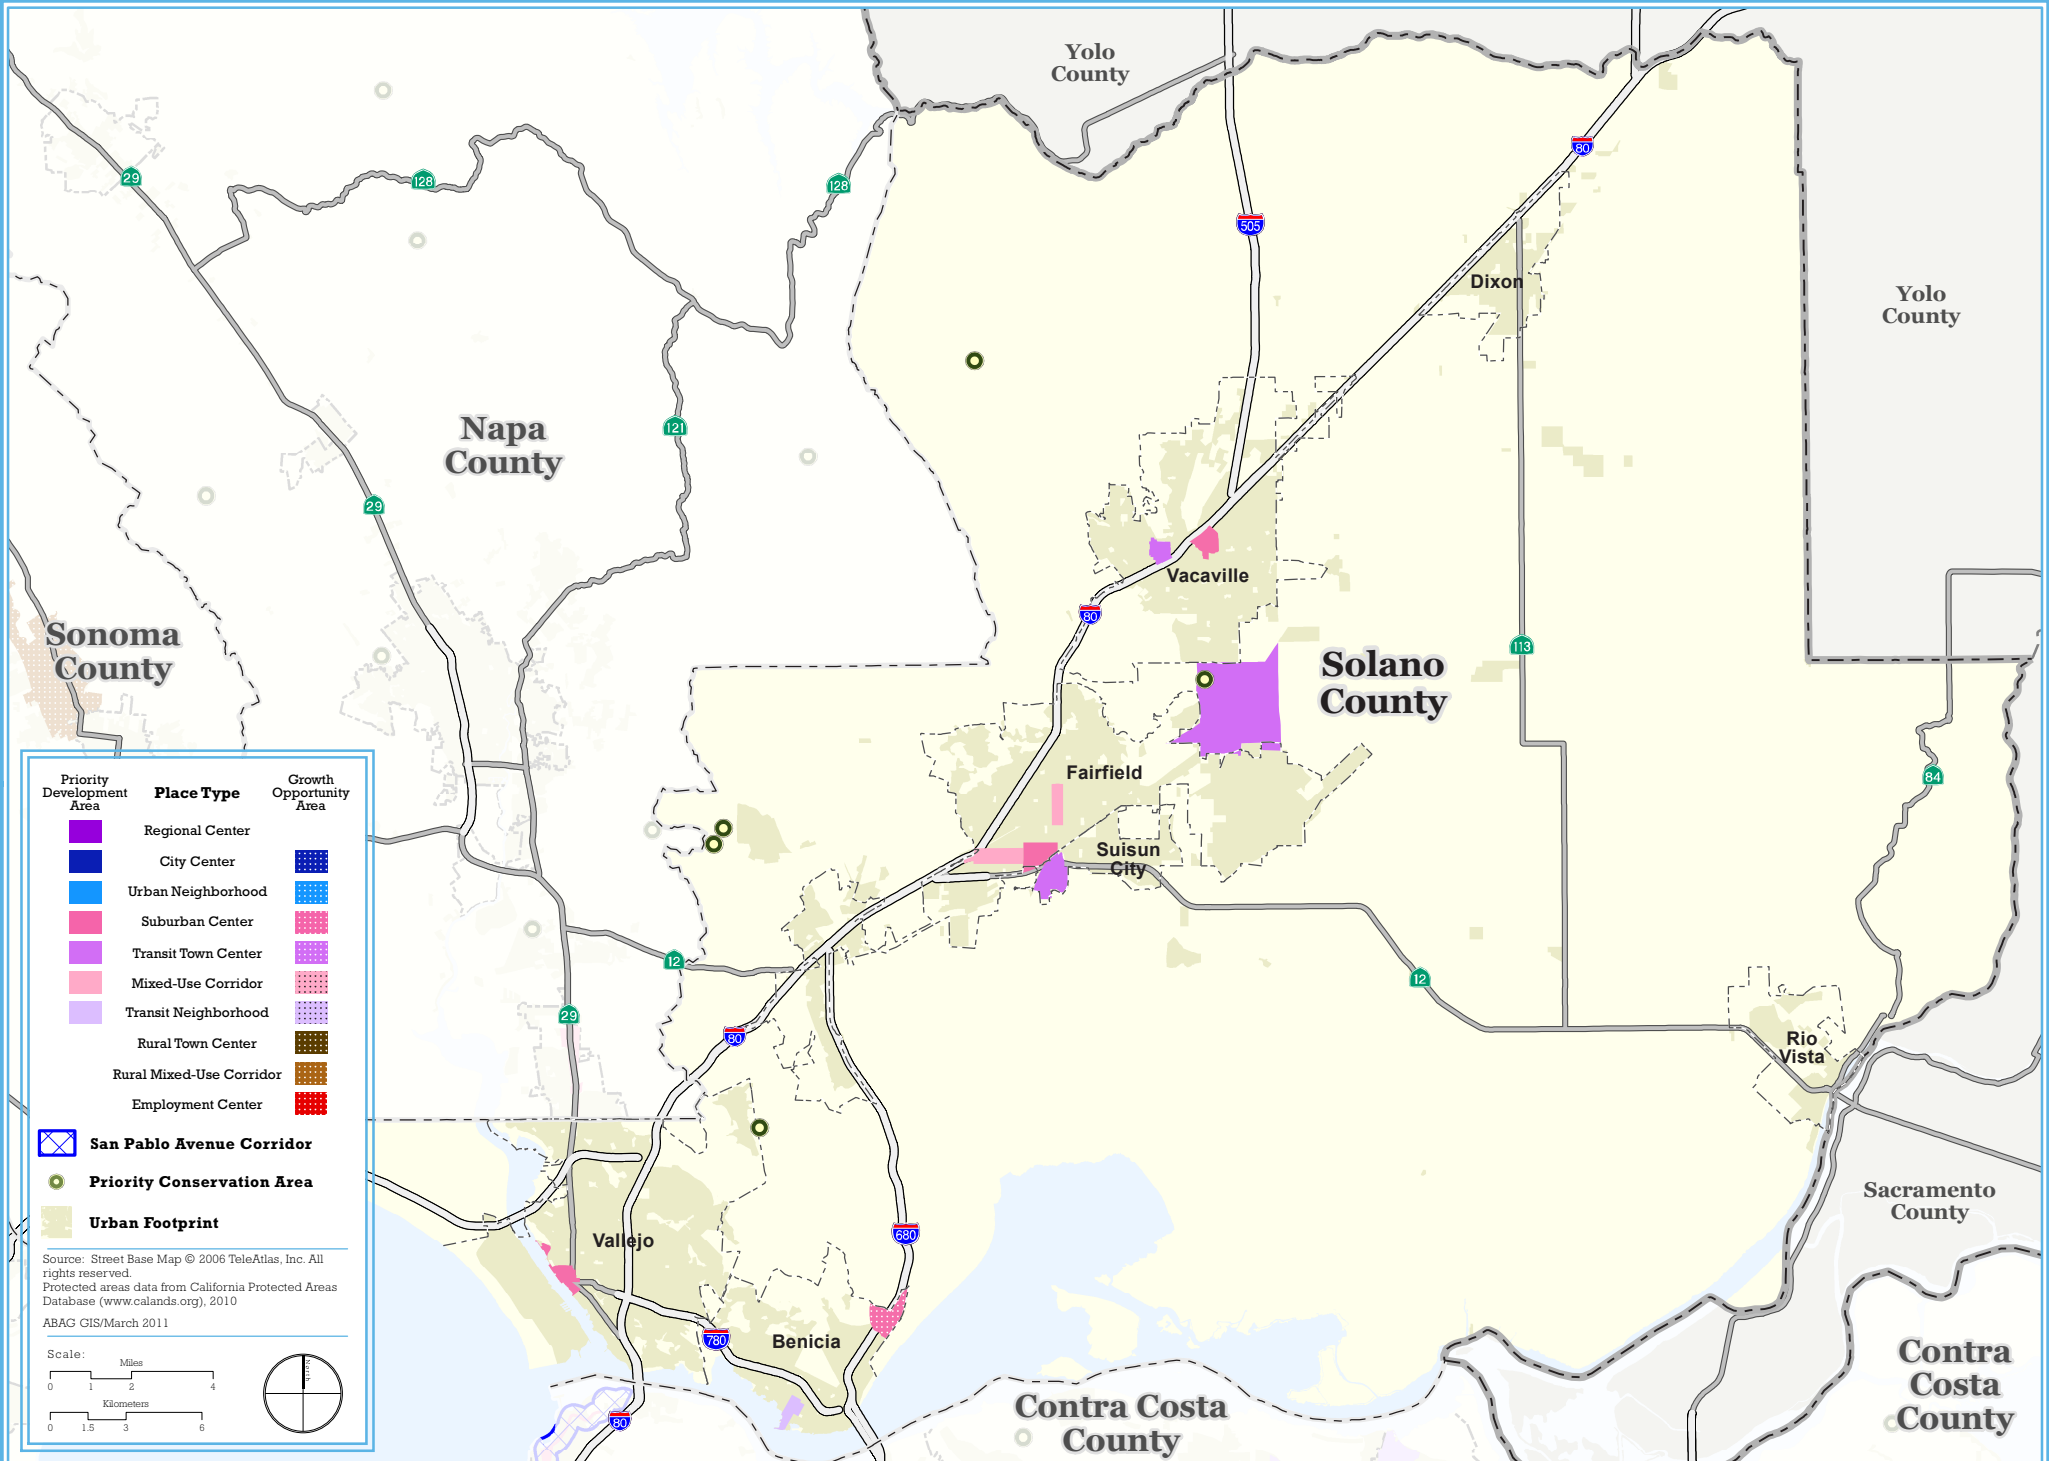 Yolo
County
80
29
128
128
505
Dixon
Yolo
County
Napa
County
121
29
Vacaville
80
Sonoma
County
Solano
County
113
Fairfield
84
Suisun
City
12
12
29
80
Rio
Vista
Sacramento
County
680
Vallejo
780
Benicia
80
Contra Costa
County
Contra
Costa
County
Priority
Development
Area
Place Type
Growth
Opportunity
Area
Regional Center
City Center
Urban Neighborhood
Suburban Center
Transit Town Center
Mixed-Use Corridor
Transit Neighborhood
Rural Town Center
Rural Mixed-Use Corridor
Employment Center
San Pablo Avenue Corridor
Priority Conservation Area
Urban Footprint
Source: Street Base Map © 2006 TeleAtlas, Inc. All
rights reserved.
Protected areas data from California Protected Areas
Database (www.calands.org), 2010
ABAG GIS/March 2011
Scale:
Miles
0 1 2 4
Kilometers
0 1.5 3 6
North